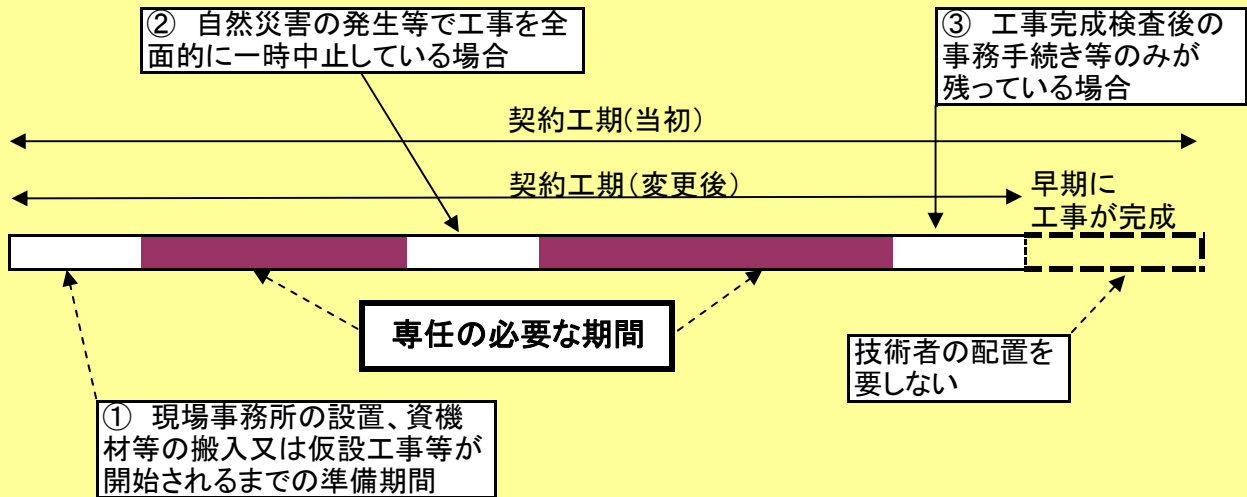 ② 自然災害の発生等で工事を全
面的に一時中止している場合
③ 工事完成検査後の
事務手続き等のみが
残っている場合
契約工期(当初)
契約工期(変更後)
早期に
工事が完成
専任の必要な期間
技術者の配置を
要しない
① 現場事務所の設置、資機
材等の搬入又は仮設工事等が
開始されるまでの準備期間